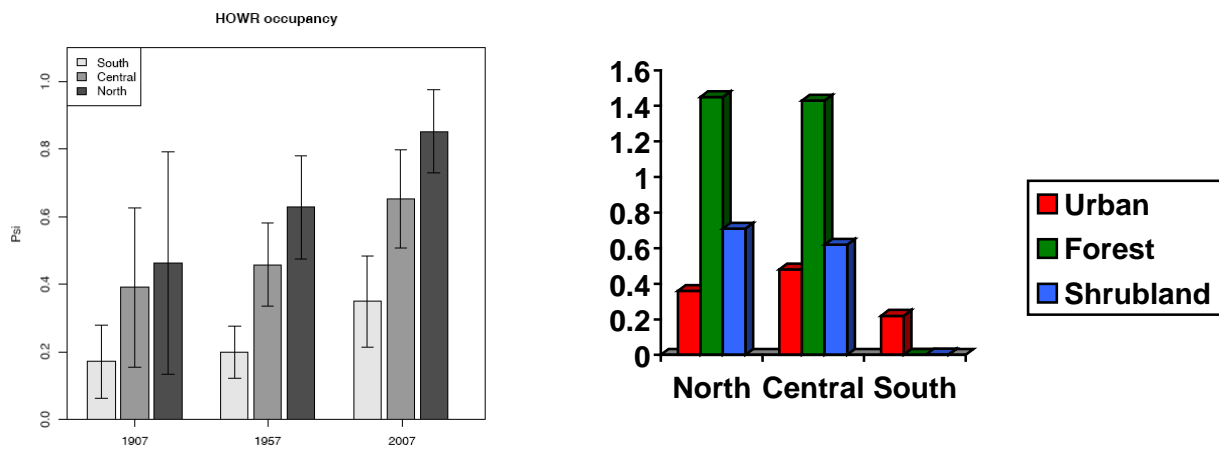 HOWR occupancy
South
Central
North
1.0
0.8
0.6
0.4
0.2
0.0
Psi
1907 1957 2007
1.6
1.4
1.2
1
0.8
0.6
0.4
0.2
0
North Central South
Urban
Forest
Shrubland